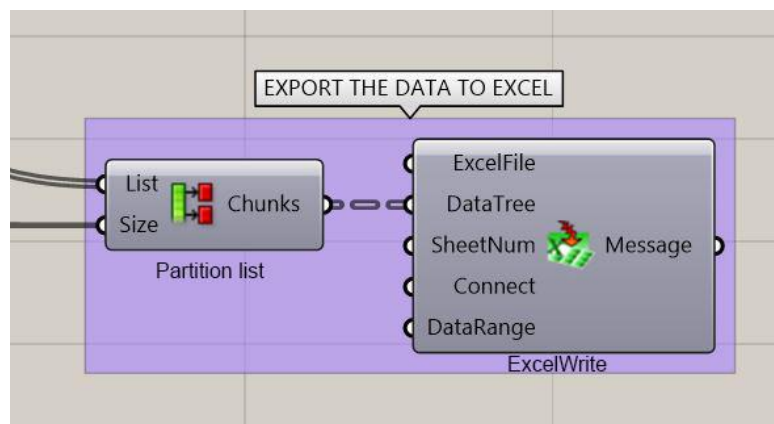 EXPORT THE DATA TO EXCEL
List
Size
Chunks
Partition list
ExcelFile
DataTree
SheetNum
Connect
DataRange
Message
ExcelWrite